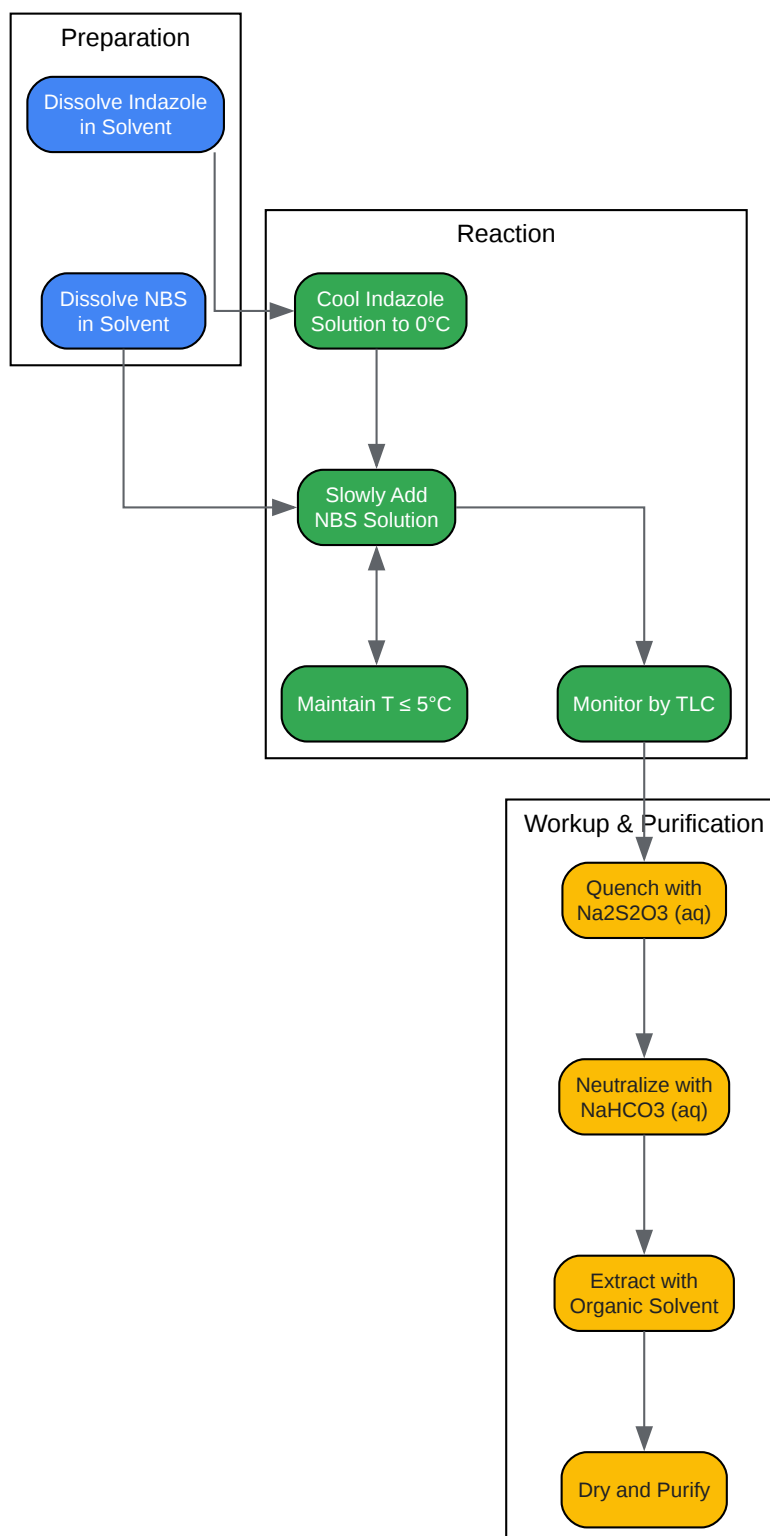 Preparation
Dissolve Indazole
in Solvent
Dissolve NBS
in Solvent
Reaction
Cool Indazole
Solution to 0°C
Slowly Add
NBS Solution
Maintain T ≤ 5°C
Monitor by TLC
Workup & Purification
Quench with
Na2S2O3 (aq)
Neutralize with
NaHCO3 (aq)
Extract with
Organic Solvent
Dry and Purify